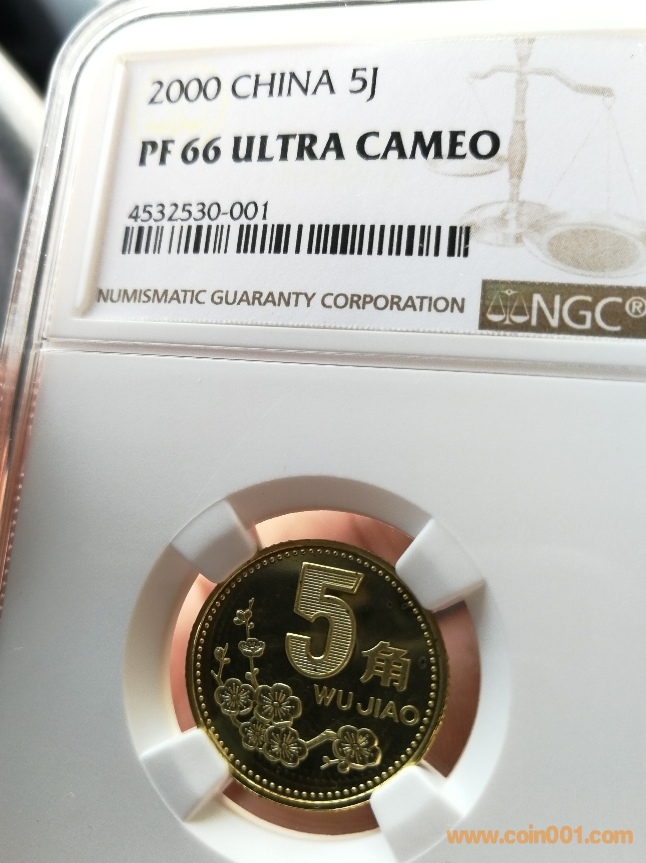 2000 CHINA 5J
PF 66 ULTRA CAMEO
4532530-001
NUMISMATIC GUARANTY CORPORATION
NGC®
5角
WU JIAO
www.coin001.com